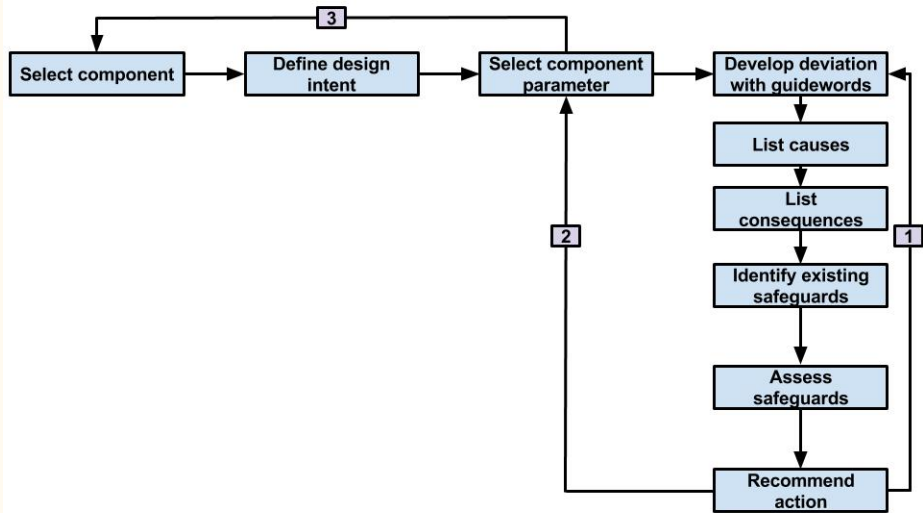 3
Select component
Define design
intent
Select component
parameter
Develop deviation
with guidewords
List causes
List
consequences
2
1
Identify existing
safeguards
Assess
safeguards
Recommend
action